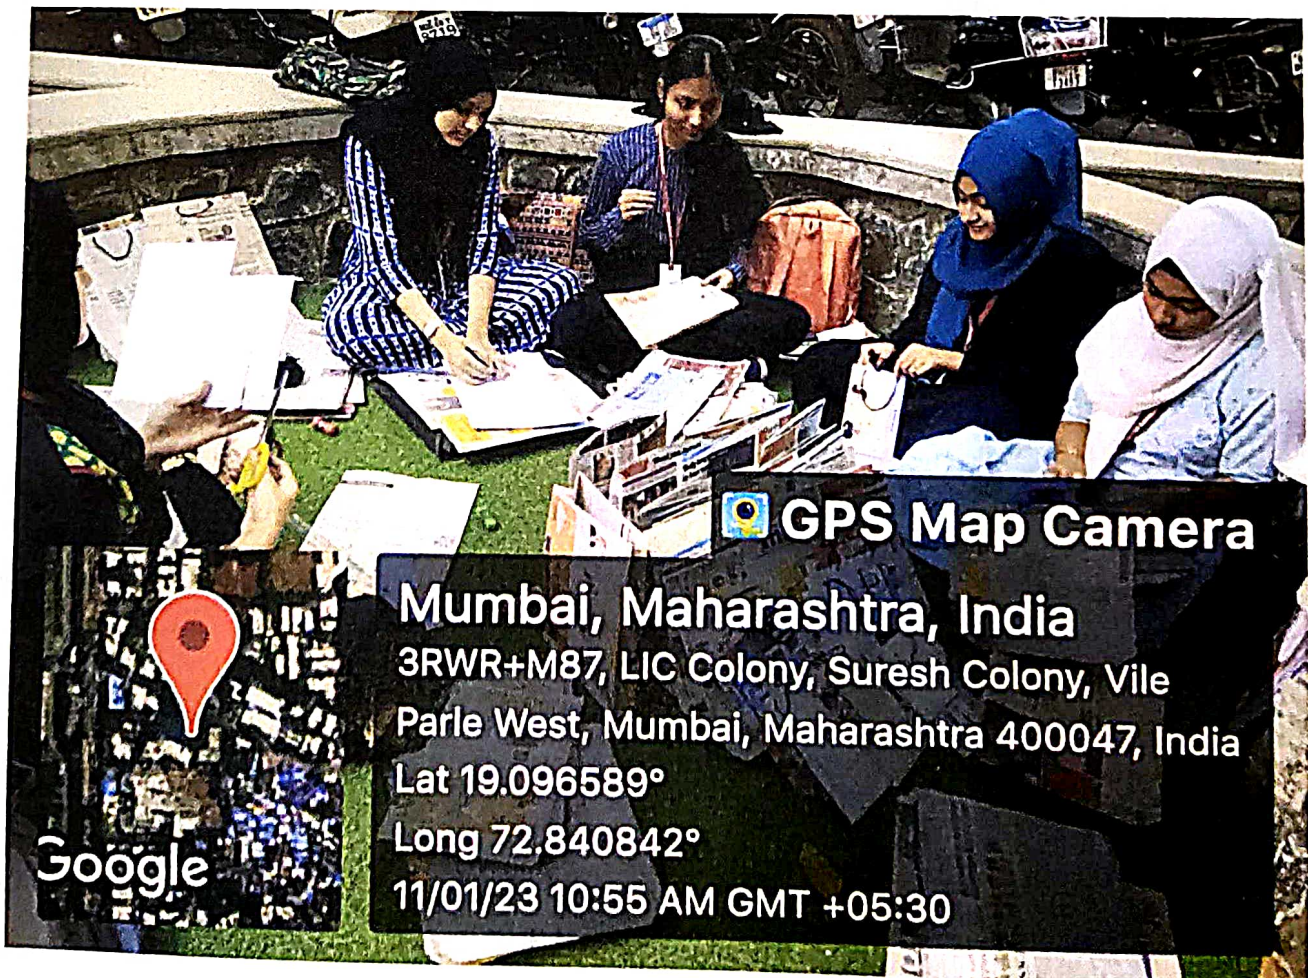 9719
GPS Map Camera
Mumbai, Maharashtra, India
3RWR+M87, LIC Colony, Suresh Colony, Vile
Parle West, Mumbai, Maharashtra 400047, India
Lat 19.096589°
Long 72.840842°
11/01/23 10:55 AM GMT +05:30
Google